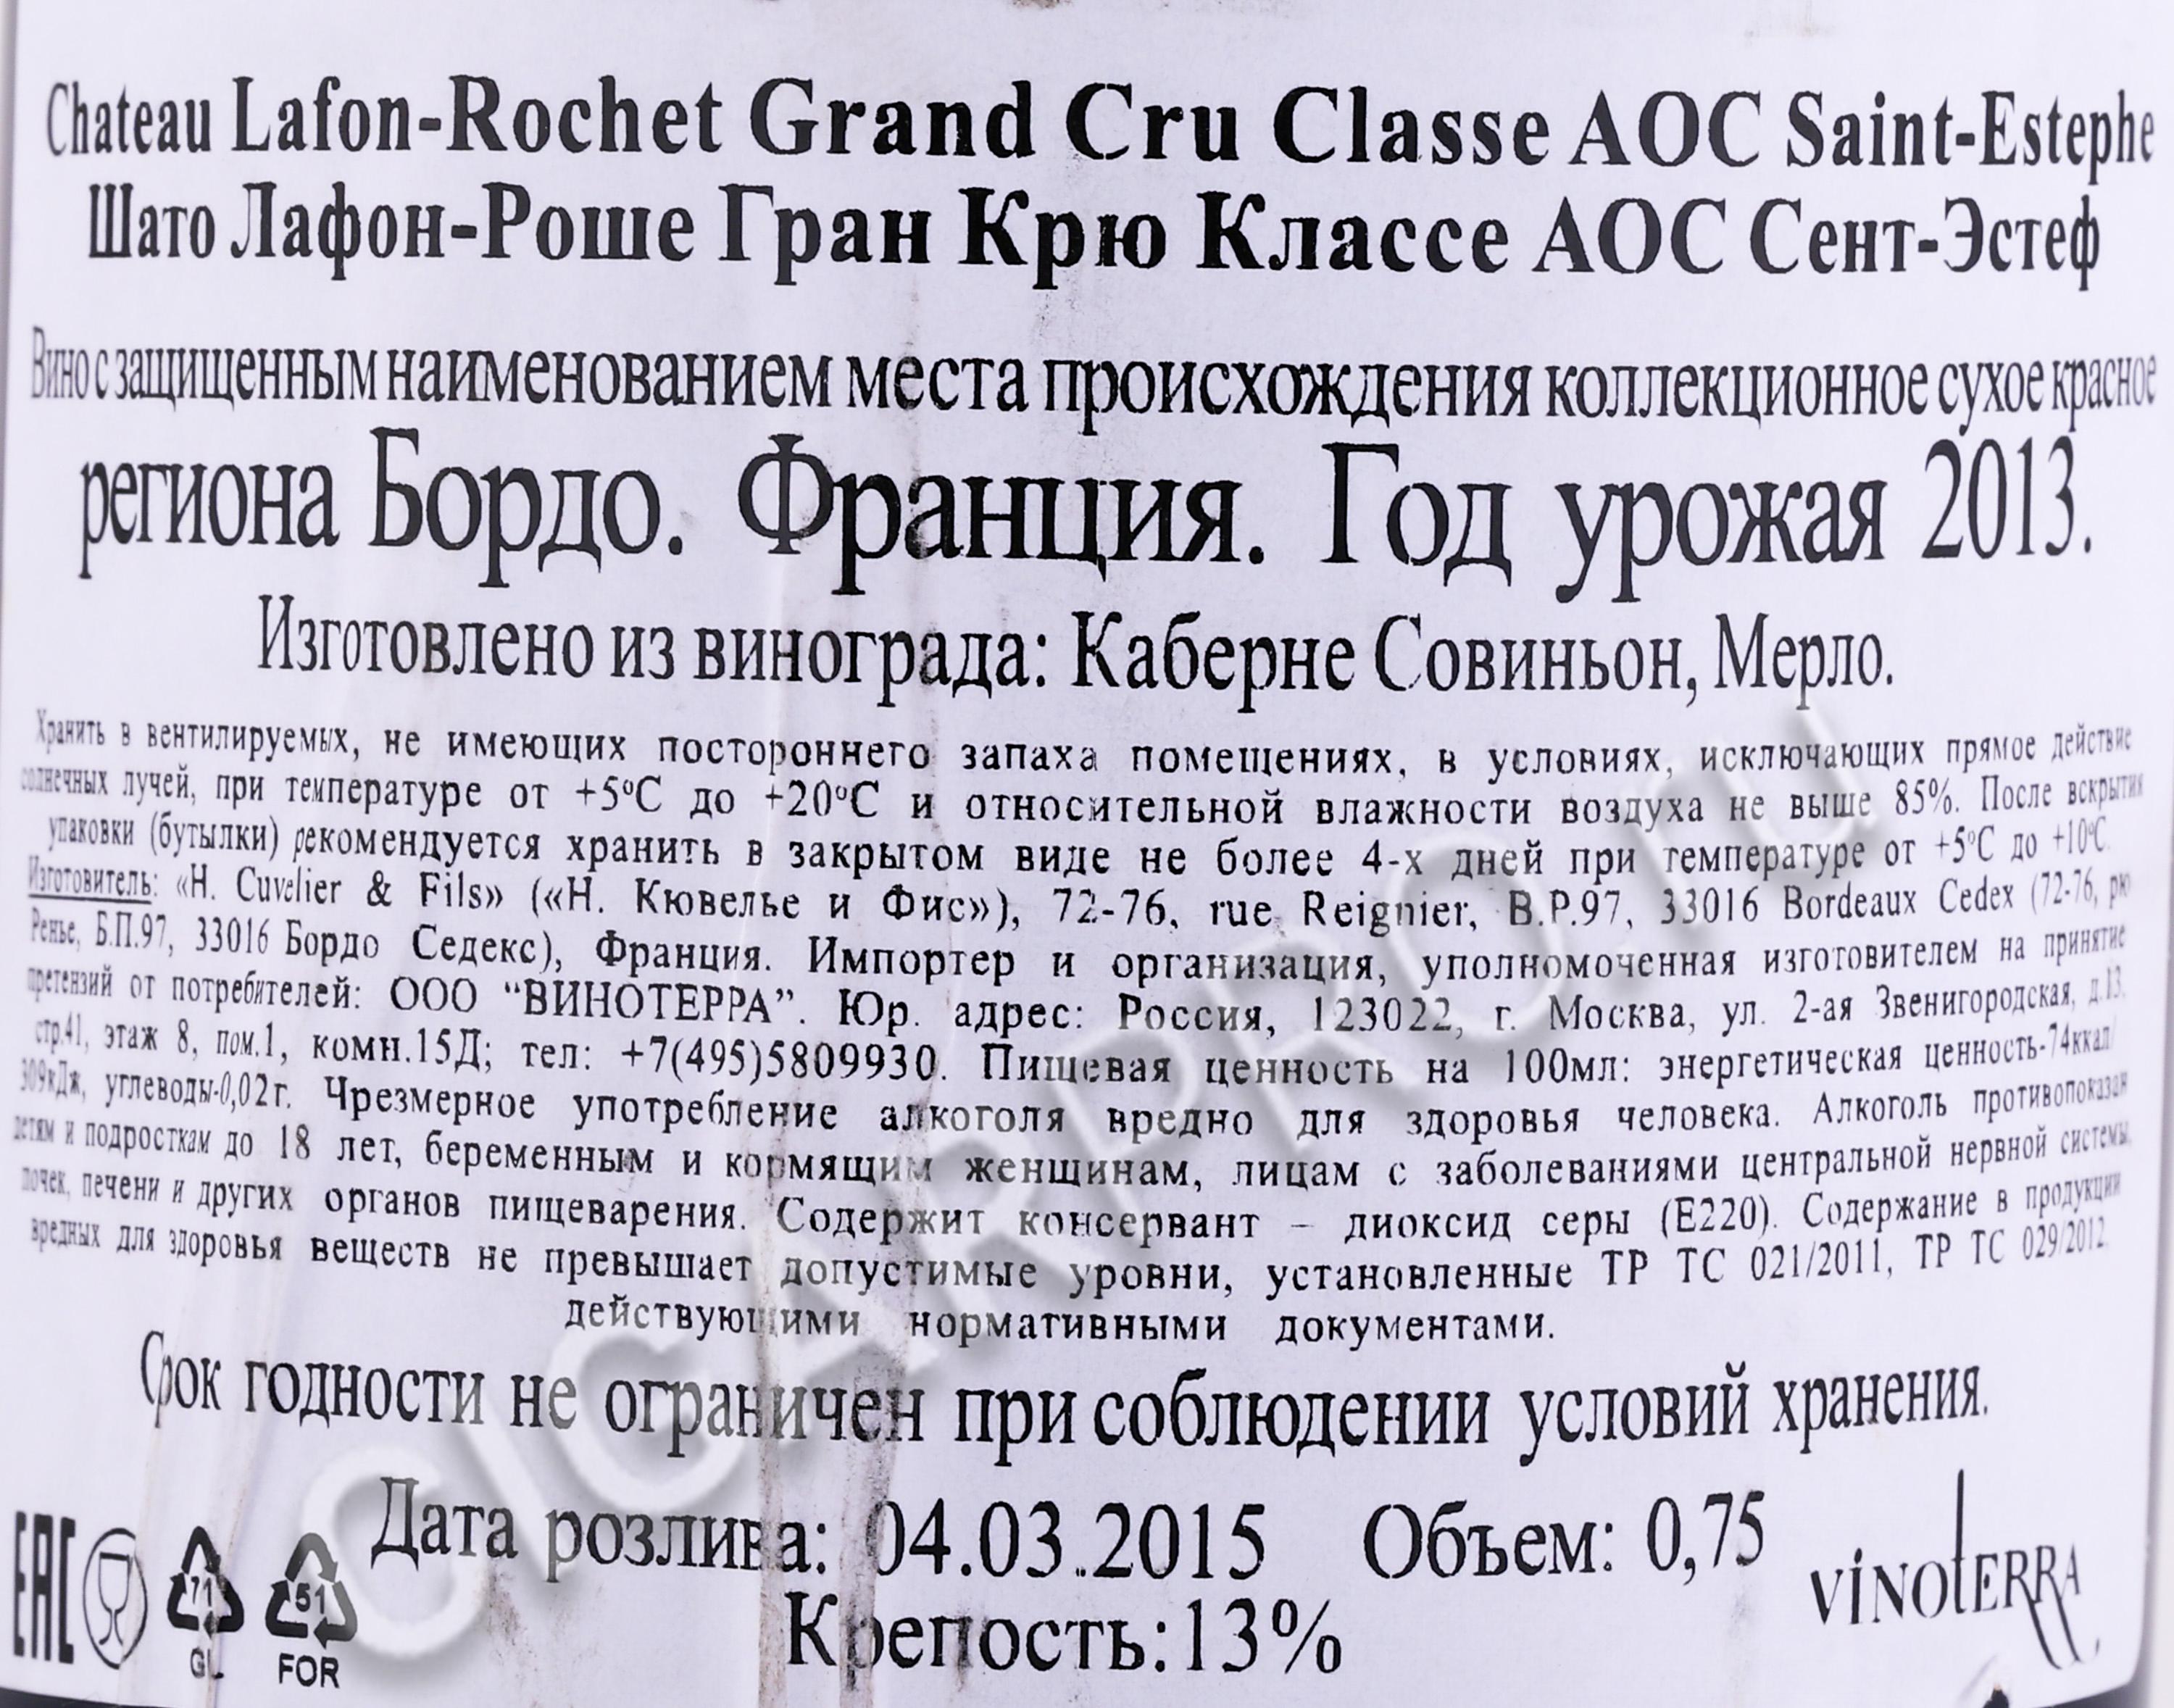 Chateau Lafon-Rochet Grand Cru Classe AOC Saint-Estephe
Шато Лафон-Роше Гран Крю Классе АОС Сент-Эстеф
Вино с защищенным наименованием места происхождения коллекционное сухое красное
региона Бордо. Франция. Год урожая 2013.
Изготовлено из винограда: Каберне Совиньон, Мерло.
Хранить в вентилируемых, не имеющих постороннего запаха помещениях, в условиях, исключающих прямое действие
солнечных лучей, при температуре от +5°С до +20°С и относительной влажности воздуха не выше 85%. После вскрытия
упаковки (бутылки) рекомендуется хранить в закрытом виде не более 4-х дней при температуре от +5°С до +10°С.
Изготовитель: «H. Cuvelier & Fils» («Н. Кювелье и Фис»), 72-76, rue Reignier, B.P.97, 33016 Bordeaux Cedex (72-76, рю
Ренье, Б.П.97, 33016 Бордо Седекс), Франция. Импортер и организация, уполномоченная изготовителем на принятие
претензий от потребителей: ООО "ВИНОТЕРРА". Юр. адрес: Россия, 123022, г. Москва, ул. 2-ая Звенигородская, д.13,
стр.41, этаж 8, пом.1, комн.15Д; тел: +7(495)5809930. Пищевая ценность на 100мл: энергетическая ценность-74ккал/
309кДж, углеводы-0,02г. Чрезмерное употребление алкоголя вредно для здоровья человека. Алкоголь противопоказан
детям и подросткам до 18 лет, беременным и кормящим женщинам, лицам с заболеваниями центральной нервной системы,
почек, печени и других органов пищеварения. Содержит консервант – диоксид серы (Е220). Содержание в продукции
вредных для здоровья веществ не превышает допустимые уровни, установленные ТР ТС 021/2011, ТР ТС 029/2012,
действующими нормативными документами.
Срок годности не ограничен при соблюдении условий хранения.
Дата розлива: 04.03.2015 Объем: 0,75
Крепость:13%
EAC
71
GL
51
FOR
VINOTERRA
CIGARPRO.ru